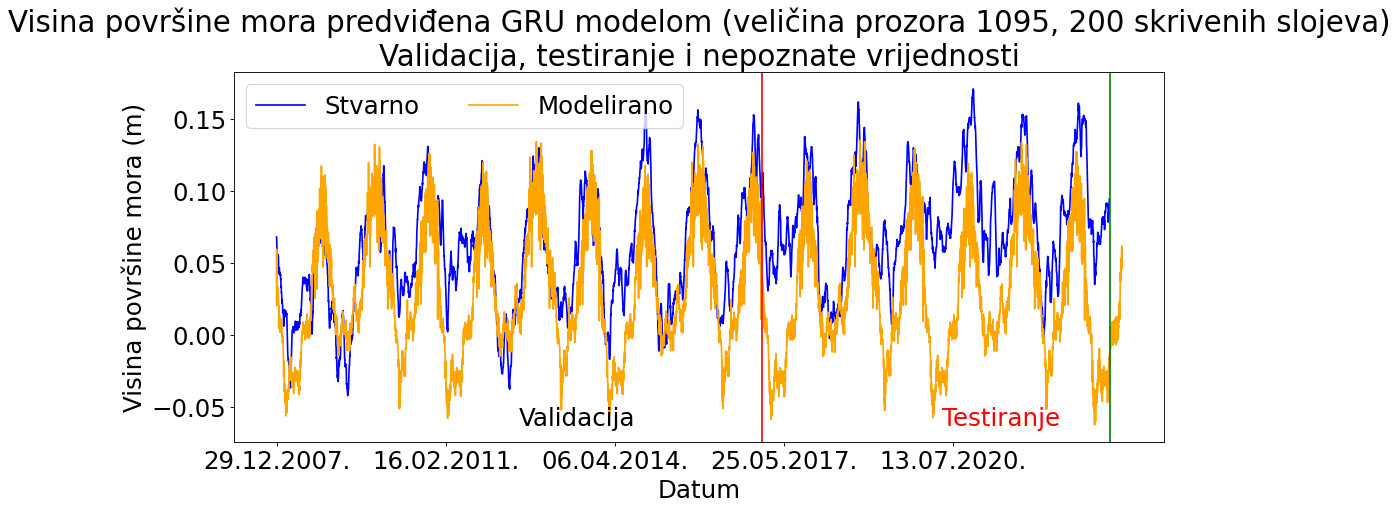 Visina površine mora predviđena GRU modelom (veličina prozora 1095, 200 skrivenih slojeva)
Validacija, testiranje i nepoznate vrijednosti
Stvarno
Modelirano
Visina površine mora (m)
0.15
0.10
0.05
0.00
−0.05
Validacija
Testiranje
29.12.2007.
16.02.2011.
06.04.2014.
25.05.2017.
13.07.2020.
Datum